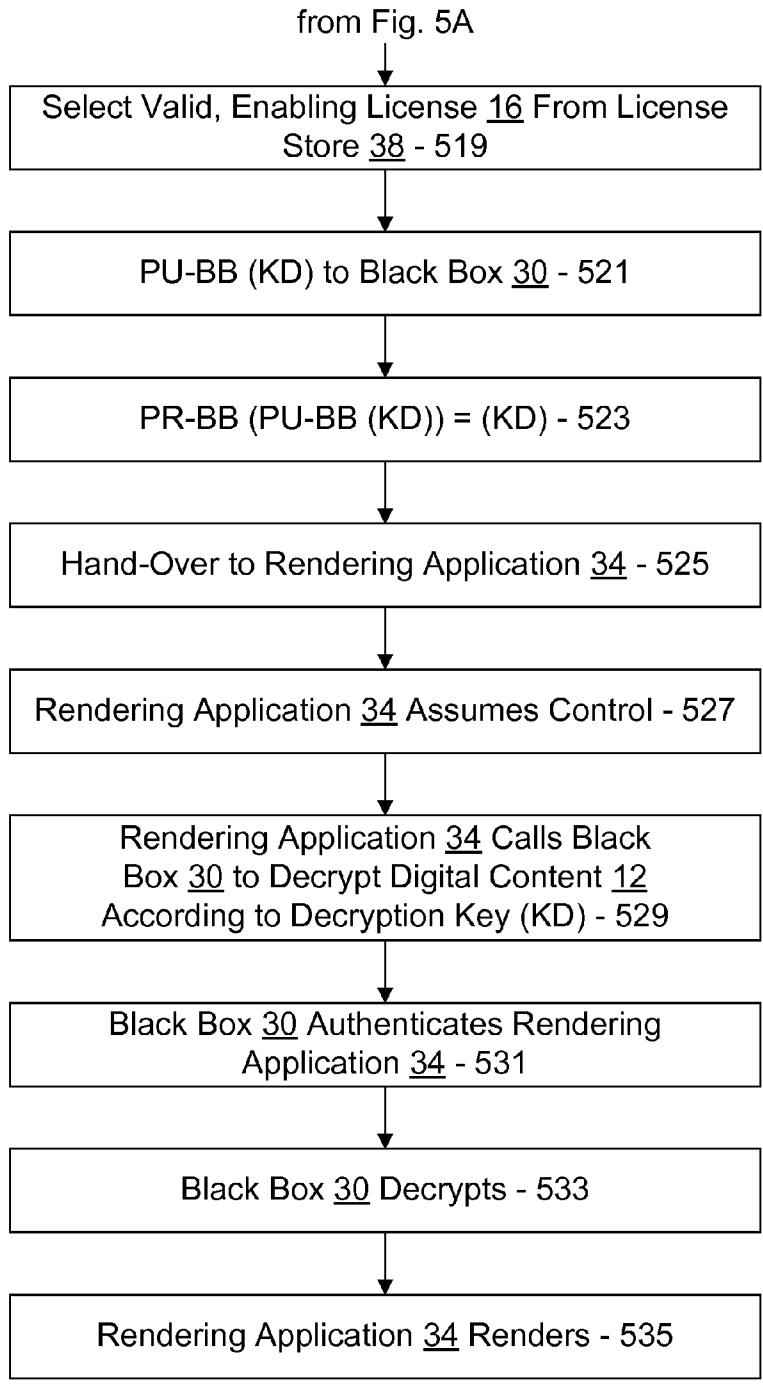 from Fig. 5A
Select Valid, Enabling License 16 From License
Store 38 - 519
PU-BB (KD) to Black Box 30 - 521
PR-BB (PU-BB (KD)) = (KD) - 523
Hand-Over to Rendering Application 34 - 525
Rendering Application 34 Assumes Control - 527
Rendering Application 34 Calls Black
Box 30 to Decrypt Digital Content 12
According to Decryption Key (KD) - 529
Black Box 30 Authenticates Rendering
Application 34 - 531
Black Box 30 Decrypts - 533
Rendering Application 34 Renders - 535